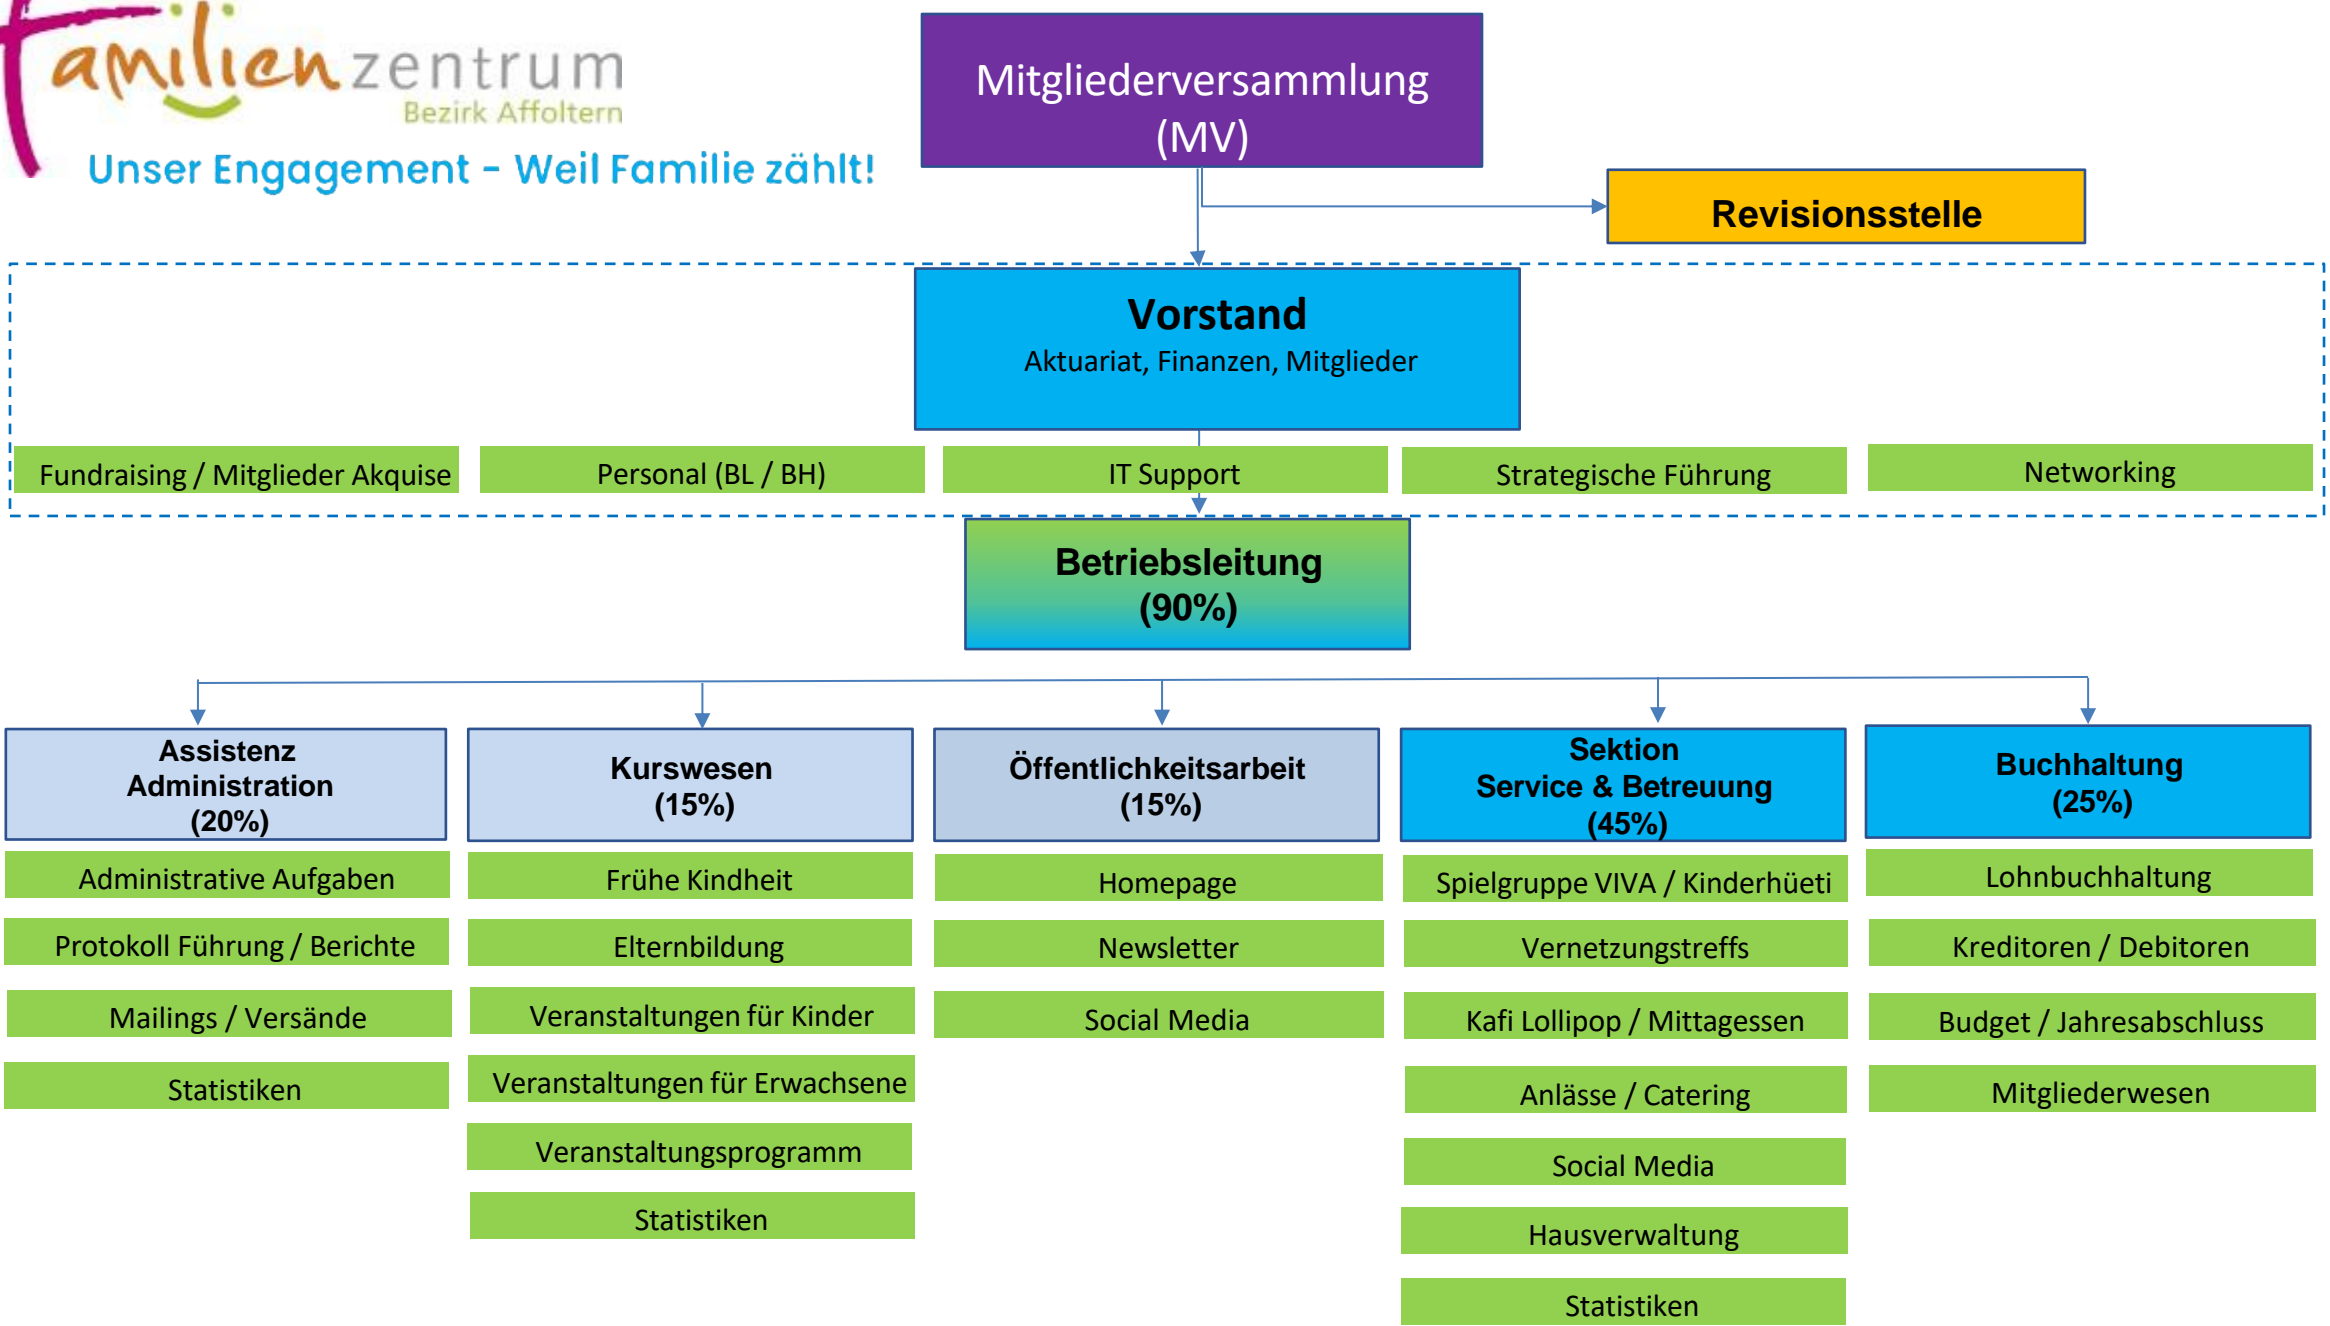 Familienzentrum
Bezirk Affoltern
Unser Engagement - Weil Familie zählt!
Mitgliederversammlung
(MV)
Revisionsstelle
Vorstand
Aktuariat, Finanzen, Mitglieder
Fundraising / Mitglieder Akquise
Personal (BL / BH)
IT Support
Strategische Führung
Networking
Betriebsleitung
(90%)
Assistenz
Administration
(20%)
Administrative Aufgaben
Protokoll Führung / Berichte
Mailings / Versände
Statistiken
Kurswesen
(15%)
Frühe Kindheit
Elternbildung
Veranstaltungen für Kinder
Veranstaltungen für Erwachsene
Veranstaltungsprogramm
Statistiken
Öffentlichkeitsarbeit
(15%)
Homepage
Newsletter
Social Media
Sektion
Service & Betreuung
(45%)
Spielgruppe VIVA / Kinderhüeti
Vernetzungstreffs
Kafi Lollipop / Mittagessen
Anlässe / Catering
Social Media
Hausverwaltung
Statistiken
Buchhaltung
(25%)
Lohnbuchhaltung
Kreditoren / Debitoren
Budget / Jahresabschluss
Mitgliederwesen